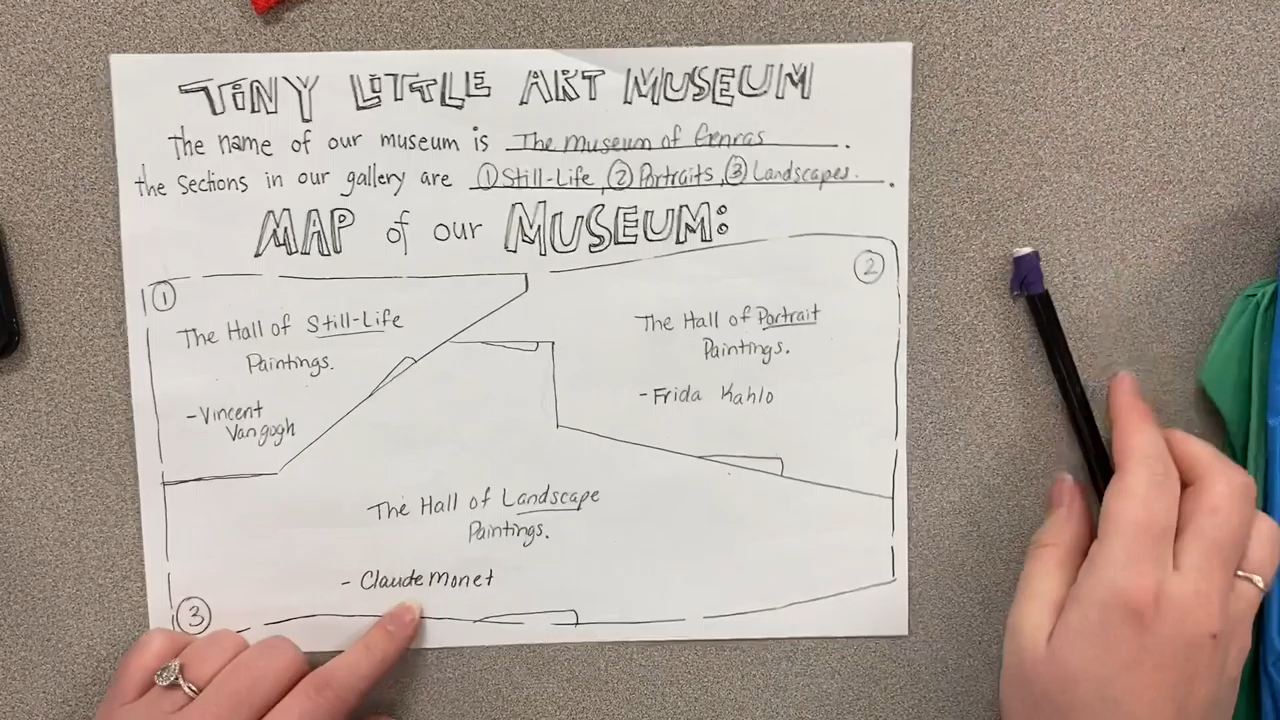 TiNY LiTTLE ART MUSEUM
the name of our museum is The Museum of Genras.
the Sections in our gallery are ① Still-Life, ② Portraits, ③ Landscapes.
MAP of our MUSEUM:
①
②
The Hall of Still-Life
Paintings.
- Vincent
Vangogh
The Hall of Portrait
Paintings.
- Frida Kahlo
The Hall of Landscape
Paintings.
- Claude Monet
③